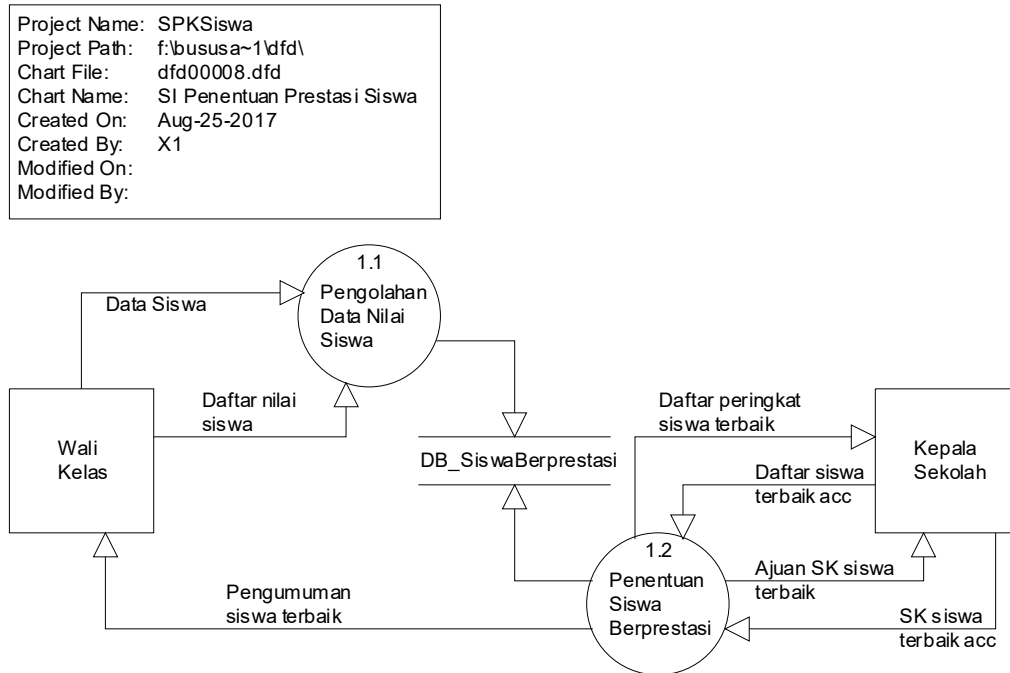 Project Name: SPKSiswa
Project Path: f:\bususa~1\dfd\
Chart File: dfd00008.dfd
Chart Name: SI Penentuan Prestasi Siswa
Created On: Aug-25-2017
Created By: X1
Modified On:
Modified By:
1.1
Pengolahan
Data Nilai
Siswa
Data Siswa
Daftar nilai
siswa
Wali
Kelas
DB_SiswaBerprestasi
Daftar peringkat
siswa terbaik
Kepala
Sekolah
Daftar siswa
terbaik acc
1.2
Penentuan
Siswa
Berprestasi
Ajuan SK siswa
terbaik
Pengumuman
siswa terbaik
SK siswa
terbaik acc